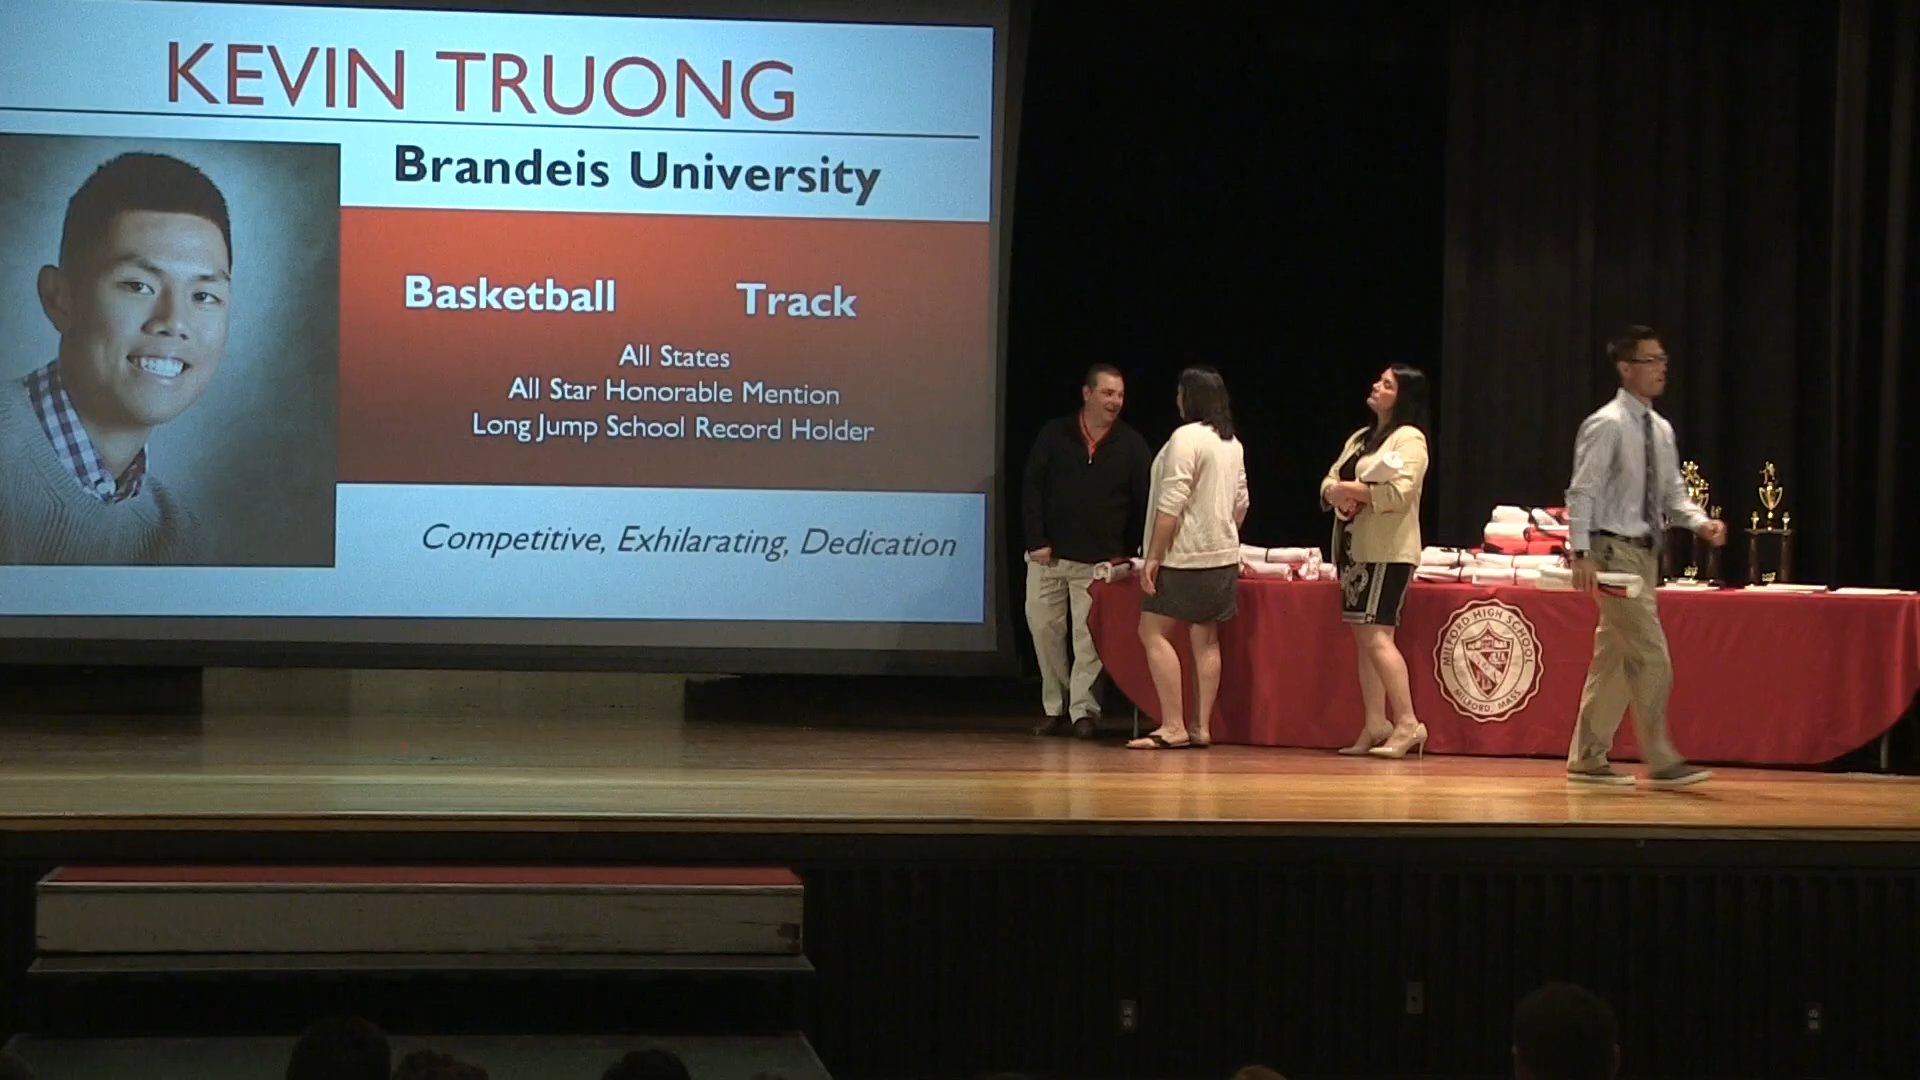 KEVIN TRUONG
Brandeis University
Basketball Track
All States
All Star Honorable Mention
Long Jump School Record Holder
Competitive, Exhilarating, Dedication
MILFORD HIGH SCHOOL
MILFORD, MASS.